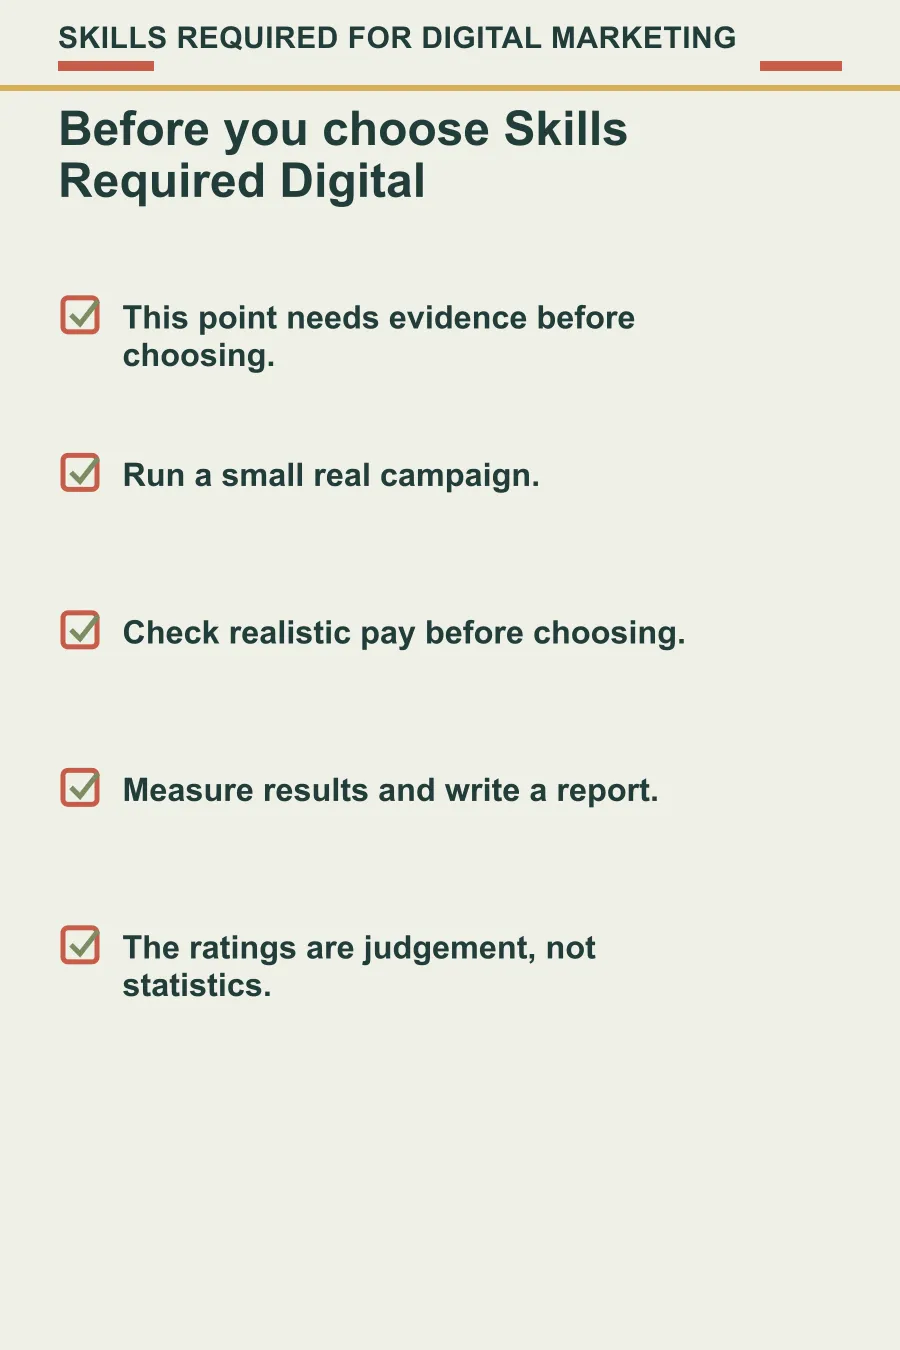 SKILLS REQUIRED FOR DIGITAL MARKETING
Before you choose Skills
Required Digital
This point needs evidence before
choosing.
Run a small real campaign.
Check realistic pay before choosing.
Measure results and write a report.
The ratings are judgement, not
statistics.